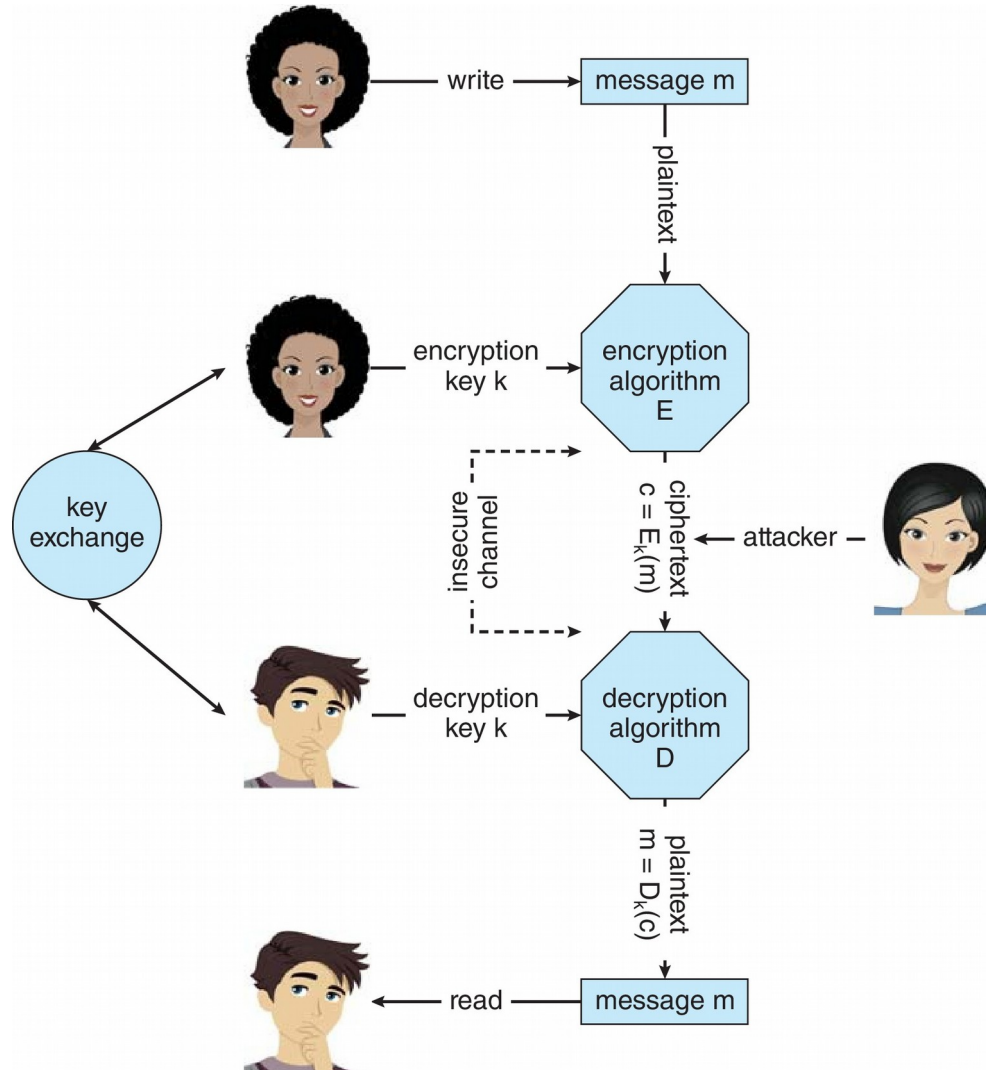 write
message m
plaintext
encryption
key k
encryption
algorithm
E
key
exchange
insecure
channel
ciphertext
c = Eₖ(m)
attacker
decryption
key k
decryption
algorithm
D
plaintext
m = Dₖ(c)
read
message m